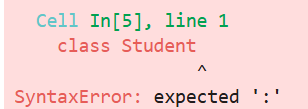 Cell In[5], line 1
class Student
^
SyntaxError: expected ':'